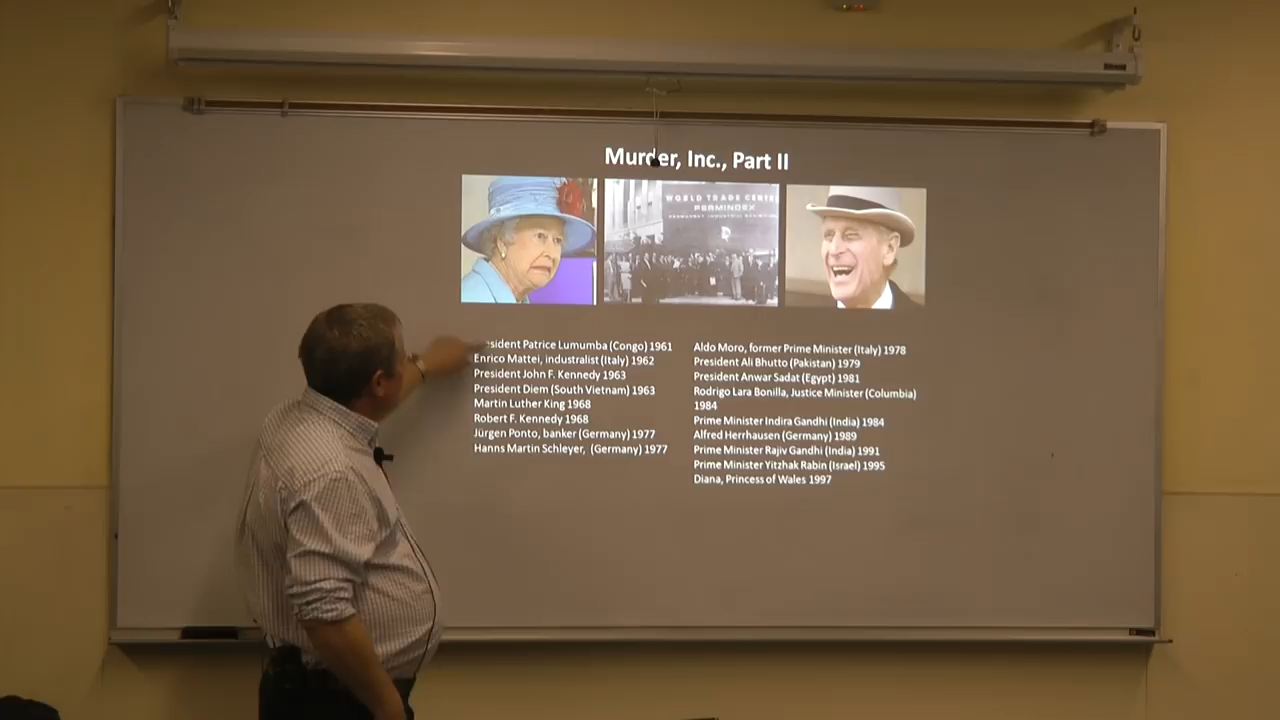 Murder, Inc., Part II
WORLD TRADE CENTE
PERMINDEX
President Patrice Lumumba (Congo) 1961
Enrico Mattei, industralist (Italy) 1962
President John F. Kennedy 1963
President Diem (South Vietnam) 1963
Martin Luther King 1968
Robert F. Kennedy 1968
Jürgen Ponto, banker (Germany) 1977
Hanns Martin Schleyer, (Germany) 1977
Aldo Moro, former Prime Minister (Italy) 1978
President Ali Bhutto (Pakistan) 1979
President Anwar Sadat (Egypt) 1981
Rodrigo Lara Bonilla, Justice Minister (Columbia)
1984
Prime Minister Indira Gandhi (India) 1984
Alfred Herrhausen (Germany) 1989
Prime Minister Rajiv Gandhi (India) 1991
Prime Minister Yitzhak Rabin (Israel) 1995
Diana, Princess of Wales 1997